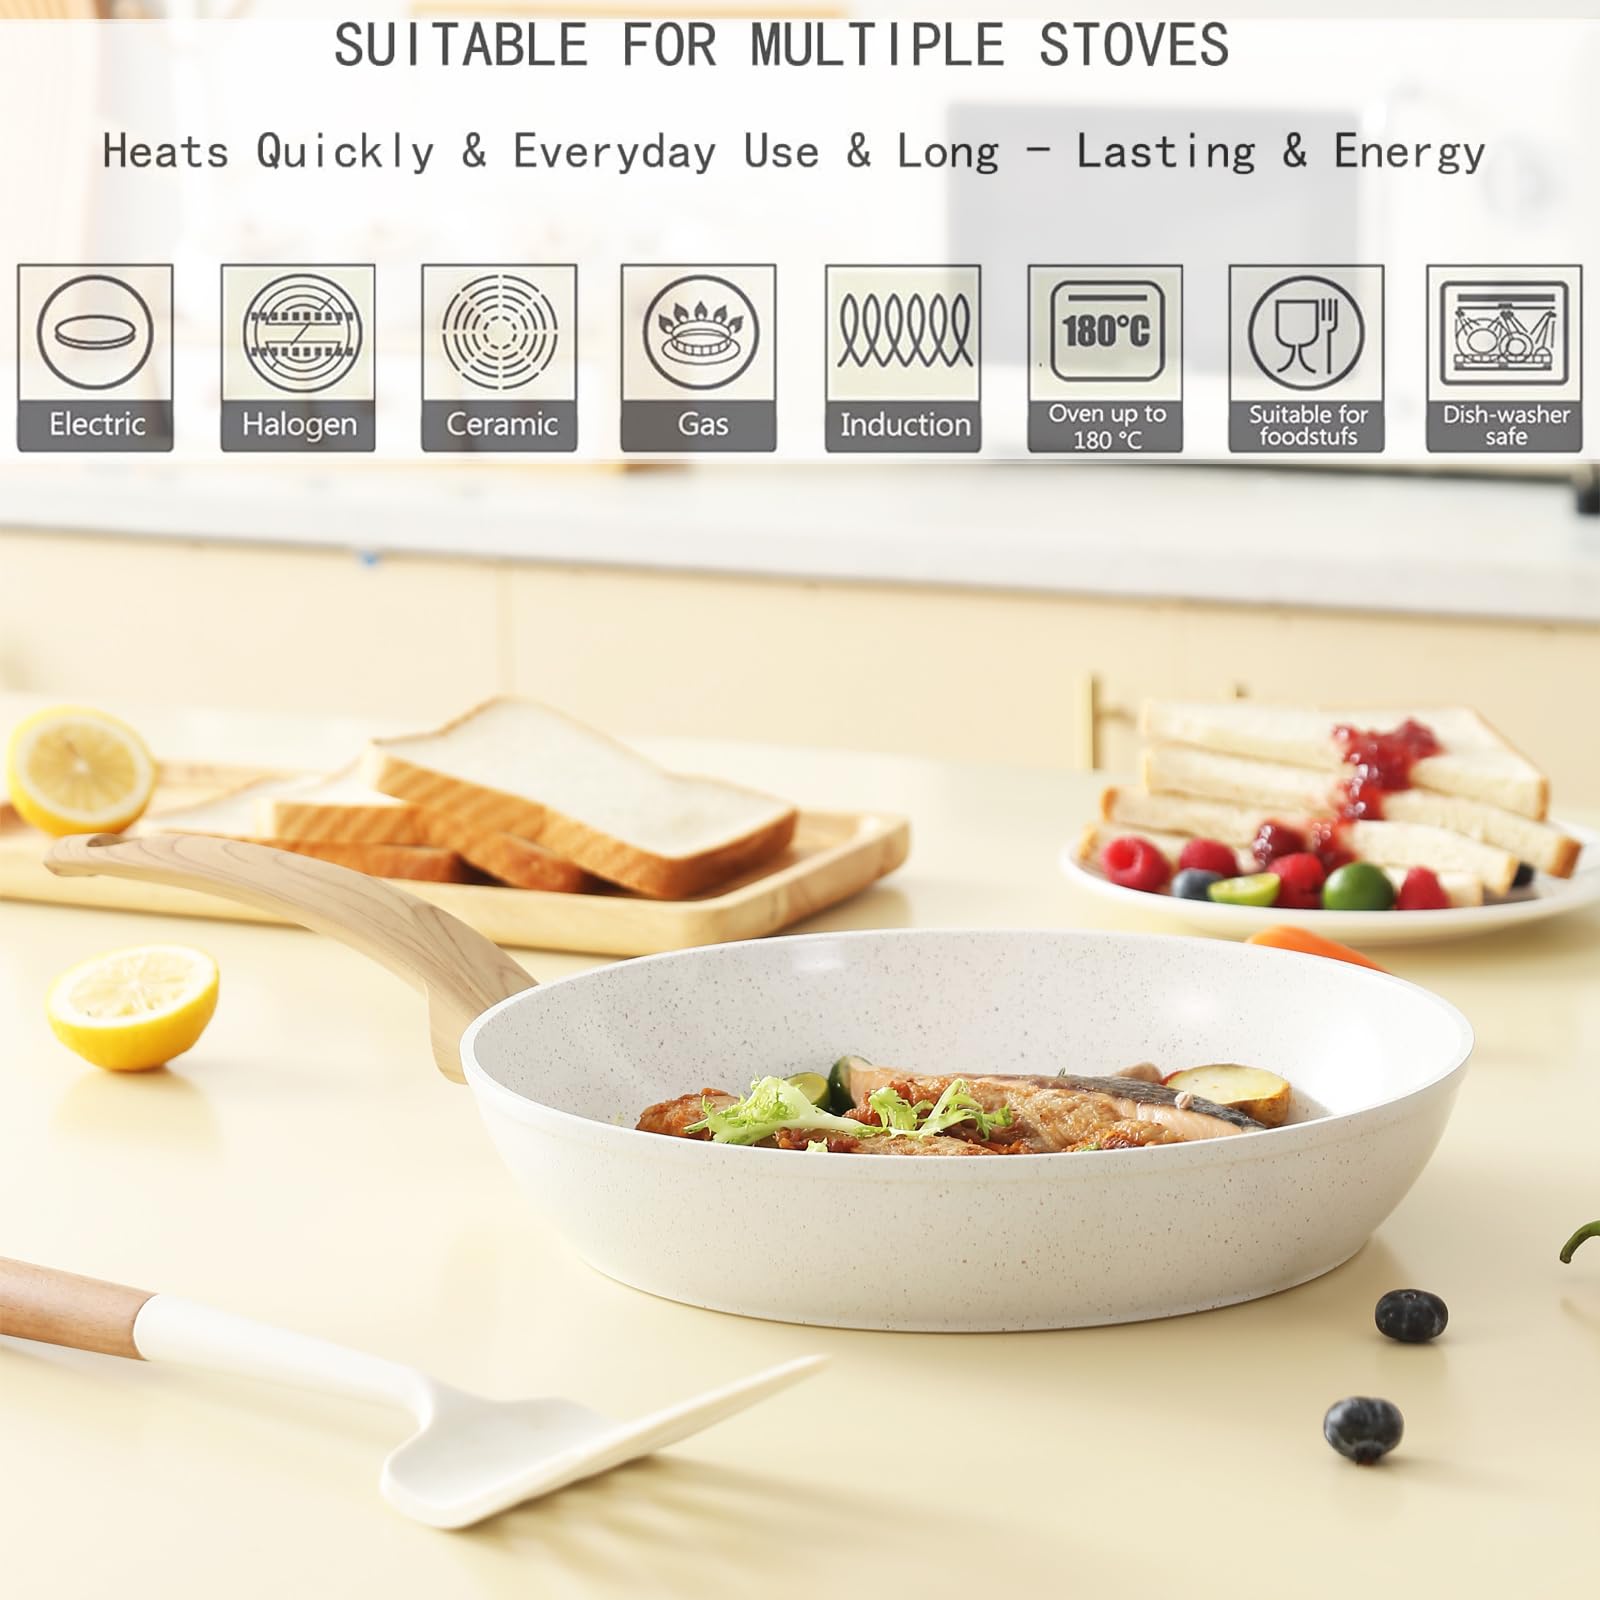 SUITABLE FOR MULTIPLE STOVES
Heats Quickly & Everyday Use & Long - Lasting & Energy
180°C
Electric
Halogen
Ceramic
Gas
Induction
Oven up to
180 °C
Suitable for
foodstufs
Dish-washer
safe